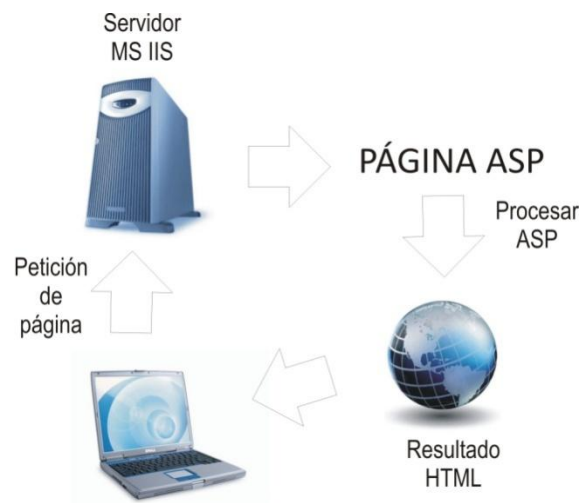 Servidor
MS IIS
PÁGINA ASP
Procesar
ASP
Petición
de
página
Resultado
HTML